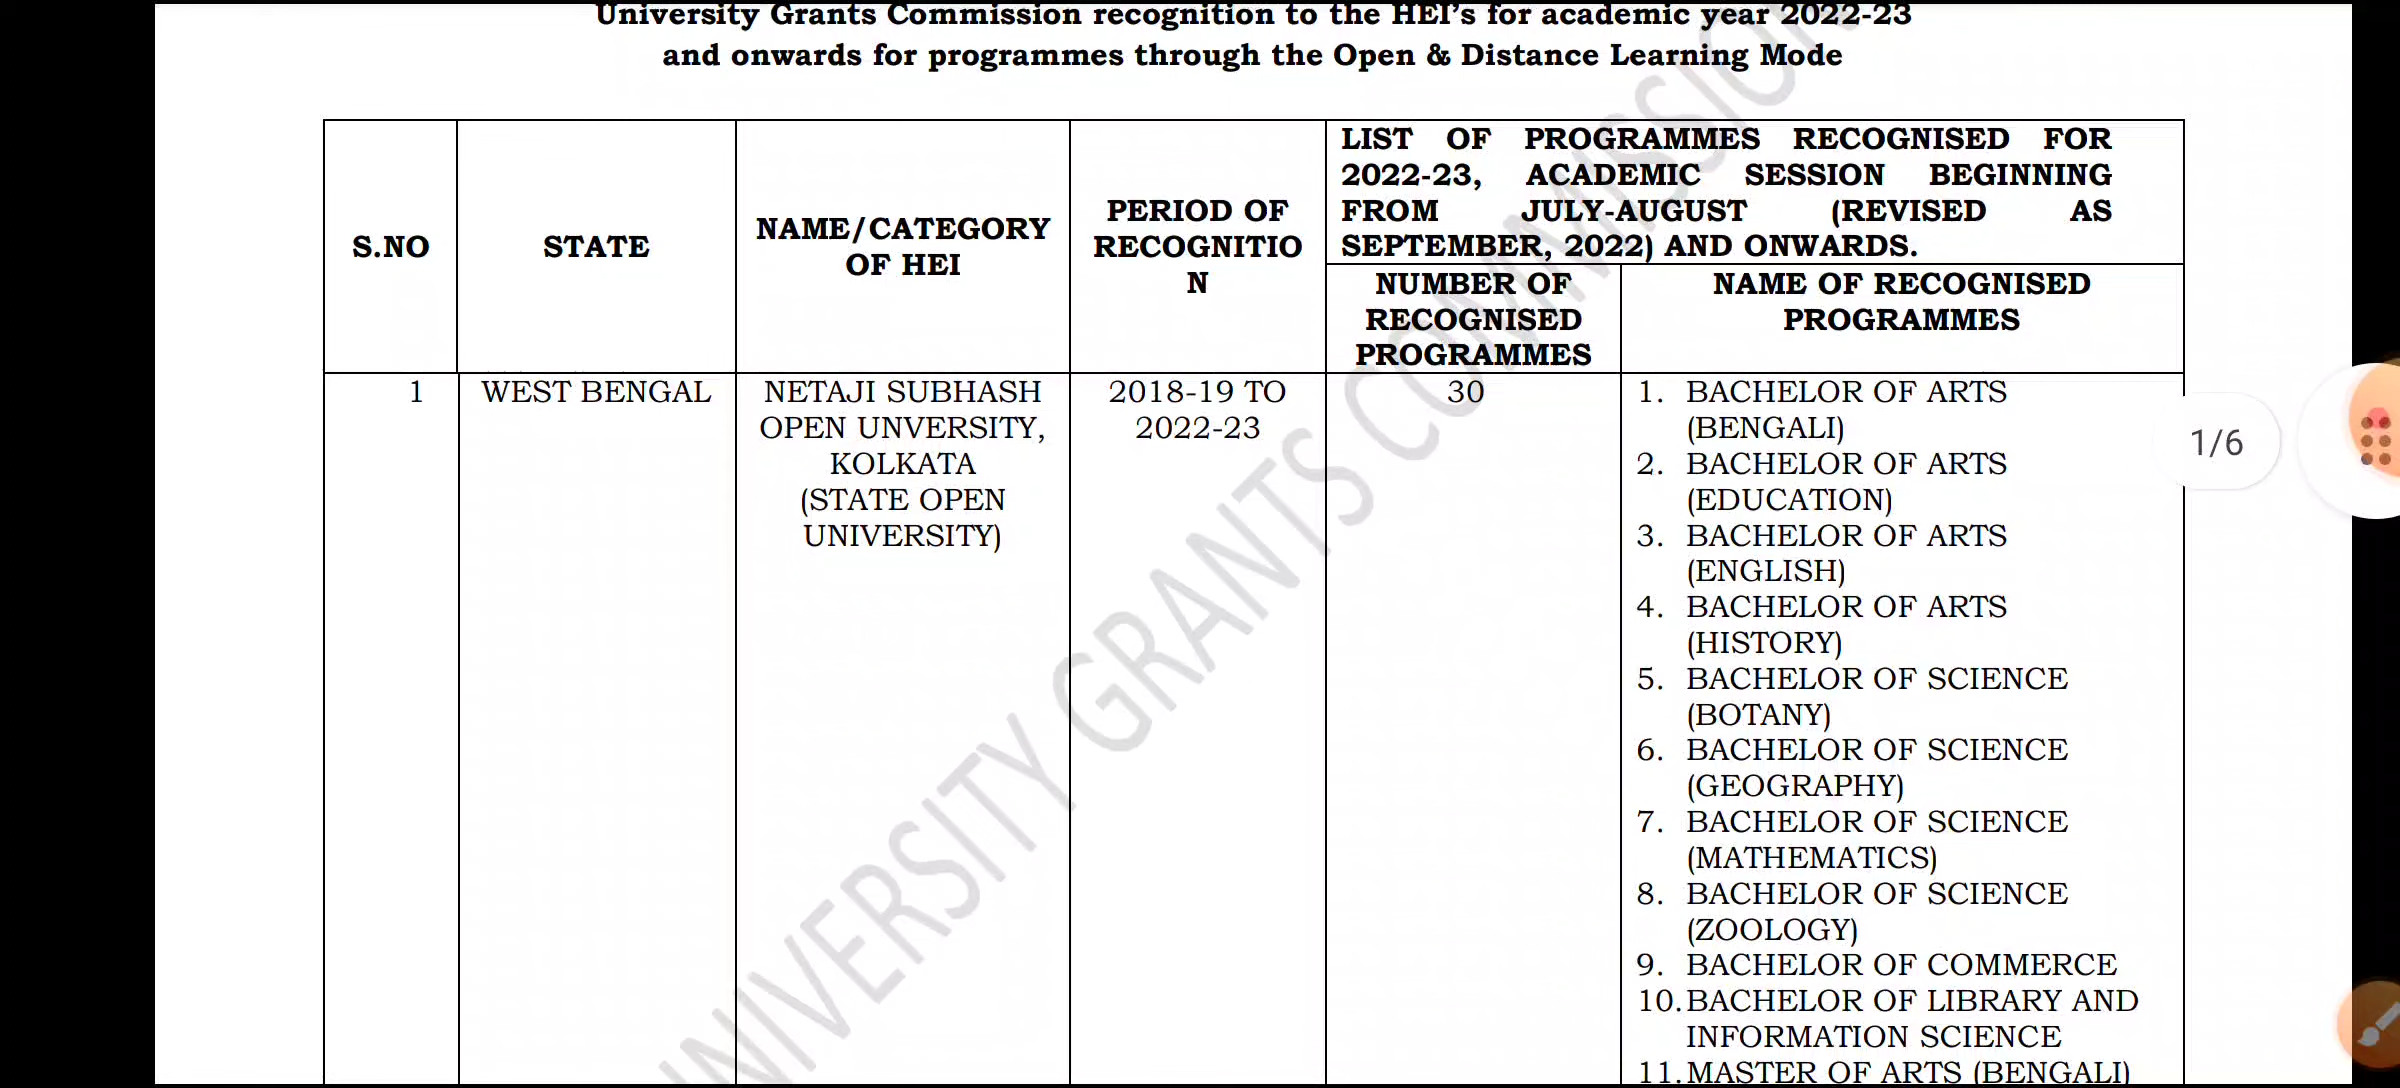 University Grants Commission recognition to the HEI's for academic year 2022-23
and onwards for programmes through the Open & Distance Learning Mode
S.NO
STATE
NAME/CATEGORY
OF HEI
PERIOD OF
RECOGNITIO
N
LIST OF PROGRAMMES RECOGNISED FOR
2022-23, ACADEMIC SESSION BEGINNING
FROM JULY-AUGUST (REVISED AS
SEPTEMBER, 2022) AND ONWARDS.
NUMBER OF
RECOGNISED
PROGRAMMES
NAME OF RECOGNISED
PROGRAMMES
1
WEST BENGAL
NETAJI SUBHASH
OPEN UNVERSITY,
KOLKATA
(STATE OPEN
UNIVERSITY)
2018-19 TO
2022-23
30
1. BACHELOR OF ARTS
(BENGALI)
2. BACHELOR OF ARTS
(EDUCATION)
3. BACHELOR OF ARTS
(ENGLISH)
4. BACHELOR OF ARTS
(HISTORY)
5. BACHELOR OF SCIENCE
(BOTANY)
6. BACHELOR OF SCIENCE
(GEOGRAPHY)
7. BACHELOR OF SCIENCE
(MATHEMATICS)
8. BACHELOR OF SCIENCE
(ZOOLOGY)
9. BACHELOR OF COMMERCE
10. BACHELOR OF LIBRARY AND
INFORMATION SCIENCE
11. MASTER OF ARTS (BENGALI)
1/6
UNIVERSITY GRANTS COMMISSION